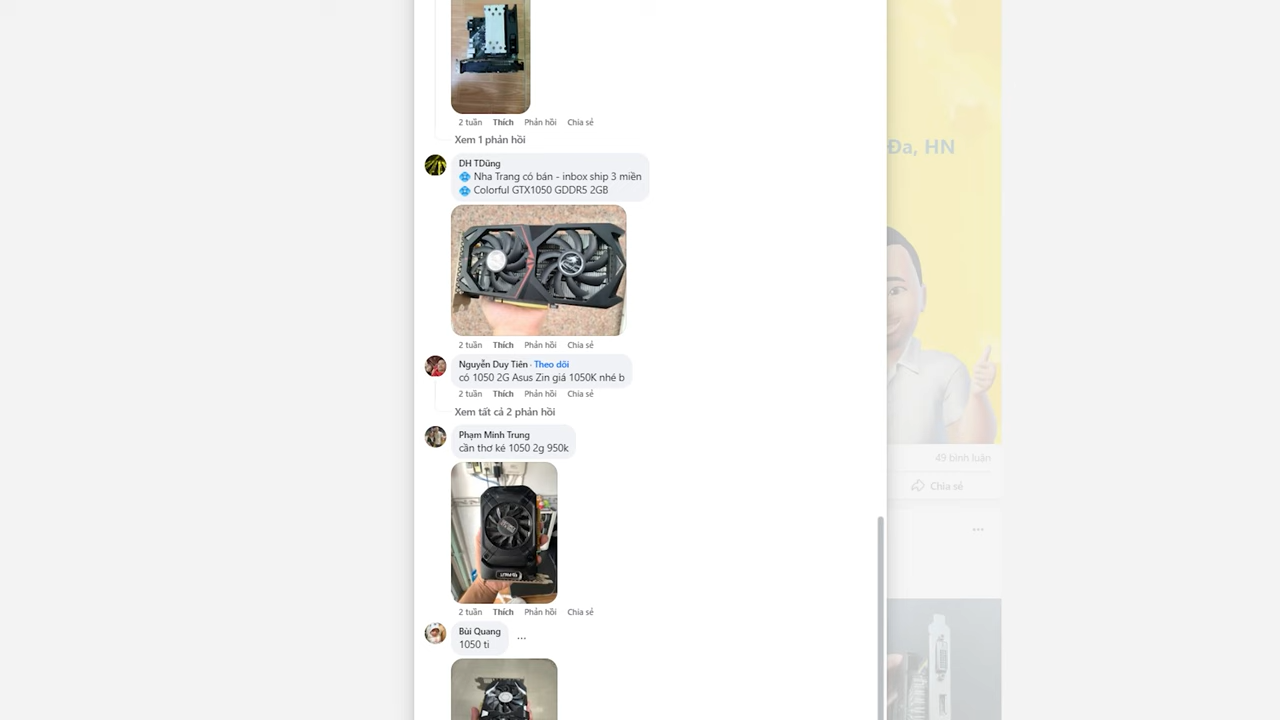 2 tuần Thích Phản hồi Chia sẻ
Xem 1 phản hồi
DH TDũng
Nha Trang có bán - inbox ship 3 miền
Colorful GTX1050 GDDR5 2GB
Đa, HN
2 tuần Thích Phản hồi Chia sẻ
Nguyễn Duy Tiên · Theo dõi
có 1050 2G Asus Zin giá 1050K nhé b
2 tuần Thích Phản hồi Chia sẻ
Xem tất cả 2 phản hồi
Phạm Minh Trung
cần thơ ké 1050 2g 950k
49 bình luận
Chia sẻ
2 tuần Thích Phản hồi Chia sẻ
Bùi Quang
1050 ti